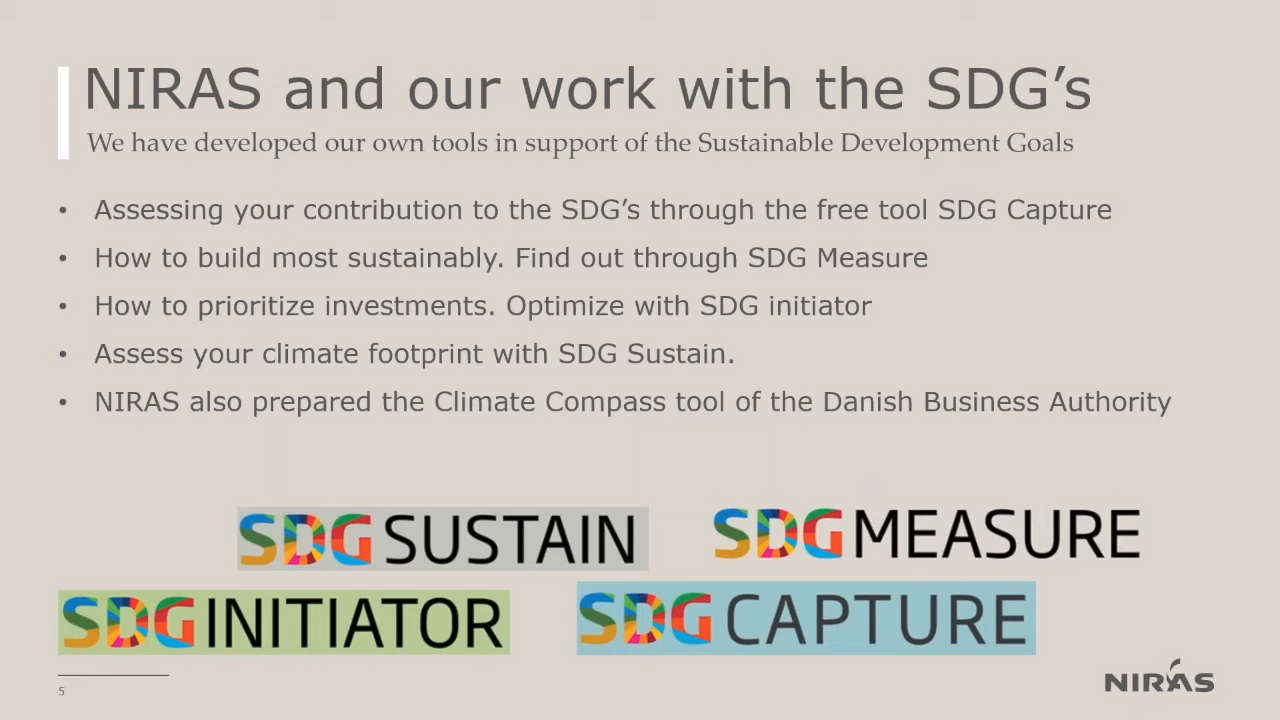 NIRAS and our work with the SDG’s
We have developed our own tools in support of the Sustainable Development Goals
• Assessing your contribution to the SDG’s through the free tool SDG Capture
• How to build most sustainably. Find out through SDG Measure
• How to prioritize investments. Optimize with SDG initiator
• Assess your climate footprint with SDG Sustain.
• NIRAS also prepared the Climate Compass tool of the Danish Business Authority
SDG SUSTAIN
SDG MEASURE
SDG INITIATOR
SDG CAPTURE
5
NIRAS